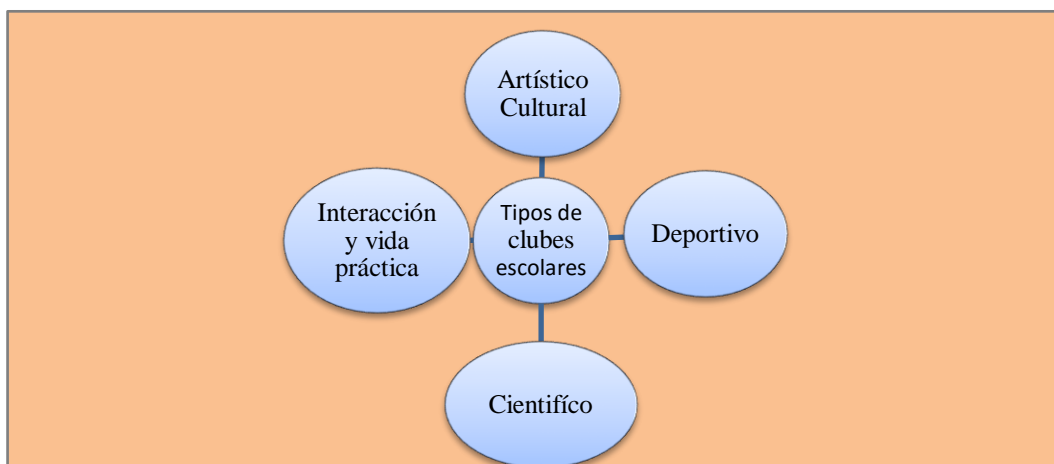 Artístico
Cultural
Interacción
y vida
práctica
Tipos de
clubes
escolares
Deportivo
Cientifíco